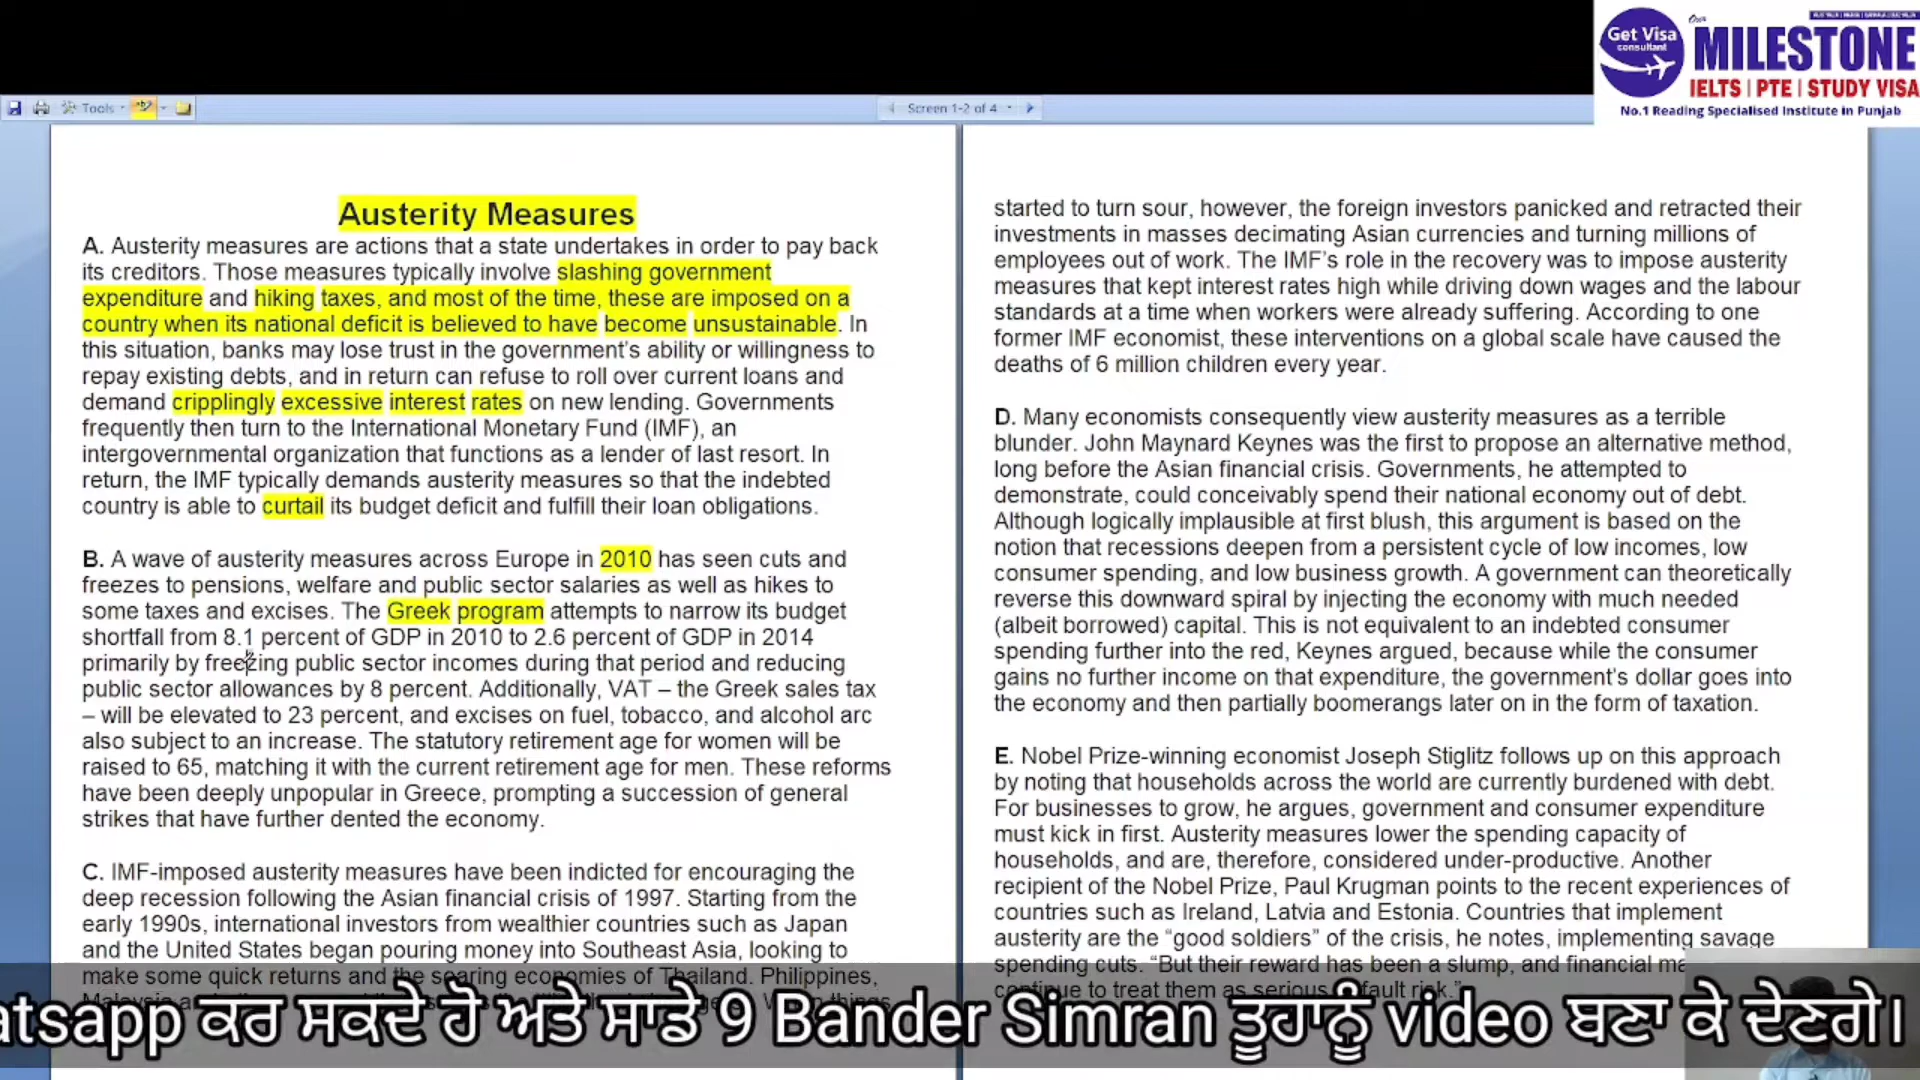 Our
Get Visa
consultant
MILESTONE
IELTS | PTE | STUDY VISA
No.1 Reading Specialised Institute in Punjab
Tools
Screen 1-2 of 4
Austerity Measures
A. Austerity measures are actions that a state undertakes in order to pay back
its creditors. Those measures typically involve slashing government
expenditure and hiking taxes, and most of the time, these are imposed on a
country when its national deficit is believed to have become unsustainable. In
this situation, banks may lose trust in the government's ability or willingness to
repay existing debts, and in return can refuse to roll over current loans and
demand cripplingly excessive interest rates on new lending. Governments
frequently then turn to the International Monetary Fund (IMF), an
intergovernmental organization that functions as a lender of last resort. In
return, the IMF typically demands austerity measures so that the indebted
country is able to curtail its budget deficit and fulfill their loan obligations.
B. A wave of austerity measures across Europe in 2010 has seen cuts and
freezes to pensions, welfare and public sector salaries as well as hikes to
some taxes and excises. The Greek program attempts to narrow its budget
shortfall from 8.1 percent of GDP in 2010 to 2.6 percent of GDP in 2014
primarily by freezing public sector incomes during that period and reducing
public sector allowances by 8 percent. Additionally, VAT – the Greek sales tax
– will be elevated to 23 percent, and excises on fuel, tobacco, and alcohol arc
also subject to an increase. The statutory retirement age for women will be
raised to 65, matching it with the current retirement age for men. These reforms
have been deeply unpopular in Greece, prompting a succession of general
strikes that have further dented the economy.
C. IMF-imposed austerity measures have been indicted for encouraging the
deep recession following the Asian financial crisis of 1997. Starting from the
early 1990s, international investors from wealthier countries such as Japan
and the United States began pouring money into Southeast Asia, looking to
make some quick returns and the soaring economies of Thailand. Philippines,
started to turn sour, however, the foreign investors panicked and retracted their
investments in masses decimating Asian currencies and turning millions of
employees out of work. The IMF's role in the recovery was to impose austerity
measures that kept interest rates high while driving down wages and the labour
standards at a time when workers were already suffering. According to one
former IMF economist, these interventions on a global scale have caused the
deaths of 6 million children every year.
D. Many economists consequently view austerity measures as a terrible
blunder. John Maynard Keynes was the first to propose an alternative method,
long before the Asian financial crisis. Governments, he attempted to
demonstrate, could conceivably spend their national economy out of debt.
Although logically implausible at first blush, this argument is based on the
notion that recessions deepen from a persistent cycle of low incomes, low
consumer spending, and low business growth. A government can theoretically
reverse this downward spiral by injecting the economy with much needed
(albeit borrowed) capital. This is not equivalent to an indebted consumer
spending further into the red, Keynes argued, because while the consumer
gains no further income on that expenditure, the government's dollar goes into
the economy and then partially boomerangs later on in the form of taxation.
E. Nobel Prize-winning economist Joseph Stiglitz follows up on this approach
by noting that households across the world are currently burdened with debt.
For businesses to grow, he argues, government and consumer expenditure
must kick in first. Austerity measures lower the spending capacity of
households, and are, therefore, considered under-productive. Another
recipient of the Nobel Prize, Paul Krugman points to the recent experiences of
countries such as Ireland, Latvia and Estonia. Countries that implement
austerity are the “good soldiers” of the crisis, he notes, implementing savage
spending cuts. “But their reward has been a slump, and financial ma
continue to treat them as serious default risk.”
atsapp ਕਰ ਸਕਦੇ ਹੋ ਅਤੇ ਸਾਡੇ 9 Bander Simran ਤੁਹਾਨੂੰ video ਬਣਾ ਕੇ ਦੇਣਗੇ।